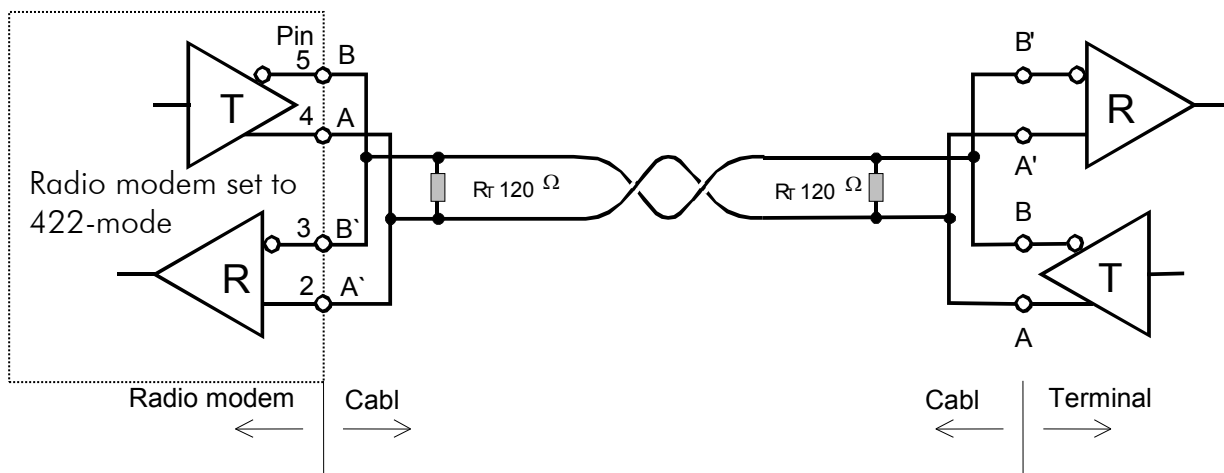 Pin
5
B
T
4
A
Radio modem set to
422-mode
3
B`
R
2
A`
RT 120 Ω
RT 120 Ω
B'
R
A'
B
T
A
Radio modem
Cabl
Cabl
Terminal